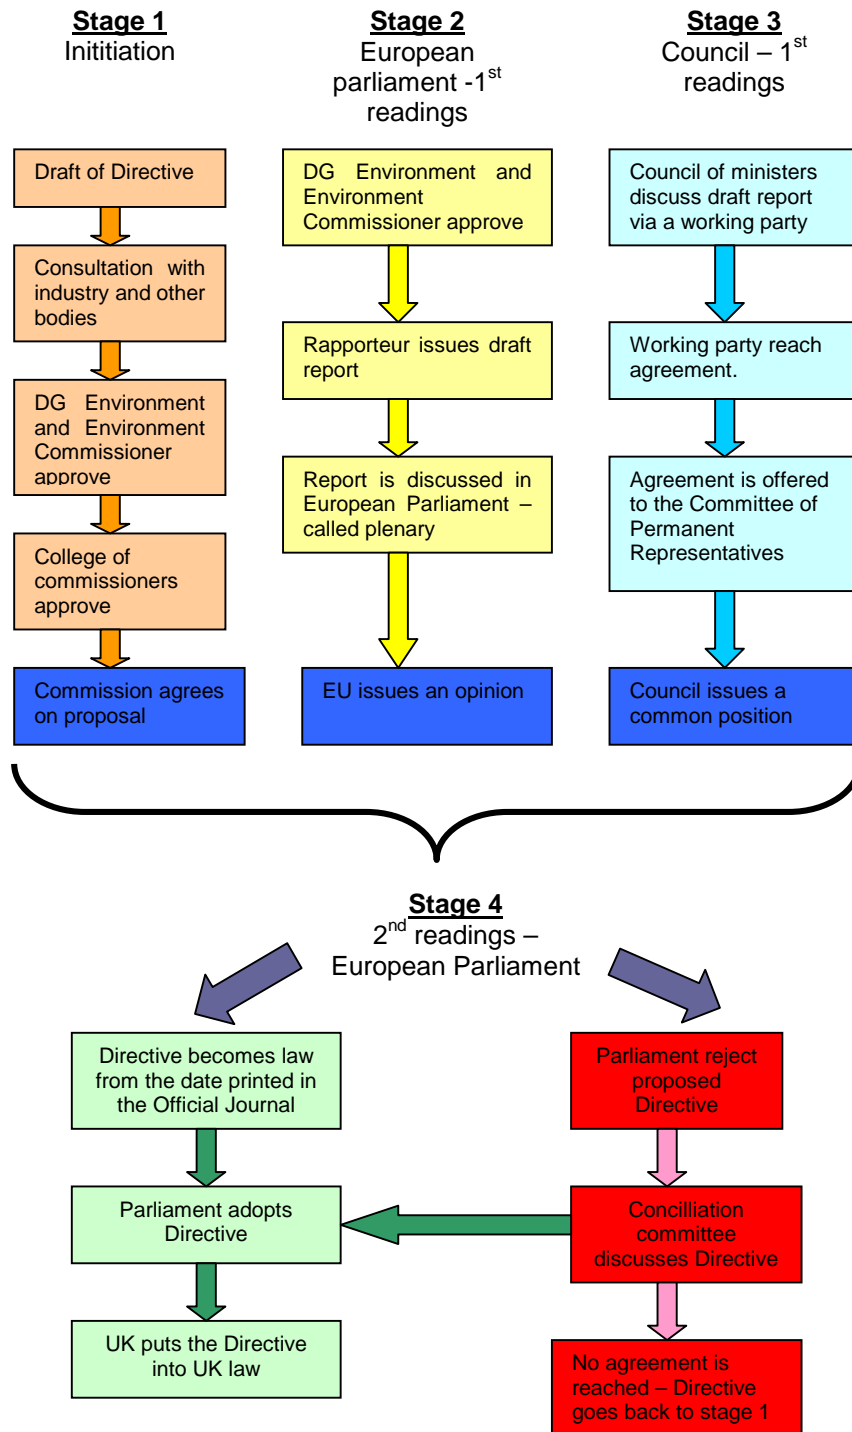 Stage 1
Inititiation
Draft of Directive
Consultation with
industry and other
bodies
DG Environment
and Environment
Commissioner
approve
College of
commissioners
approve
Commission agrees
on proposal
Stage 2
European
parliament -1st
readings
DG Environment and
Environment
Commissioner approve
Rapporteur issues draft
report
Report is discussed in
European Parliament –
called plenary
EU issues an opinion
Stage 3
Council – 1st
readings
Council of ministers
discuss draft report
via a working party
Working party reach
agreement.
Agreement is offered
to the Committee of
Permanent
Representatives
Council issues a
common position
Stage 4
2nd readings –
European Parliament
Directive becomes law
from the date printed in
the Official Journal
Parliament adopts
Directive
UK puts the Directive
into UK law
Parliament reject
proposed
Directive
Concilliation
committee
discusses Directive
No agreement is
reached – Directive
goes back to stage 1